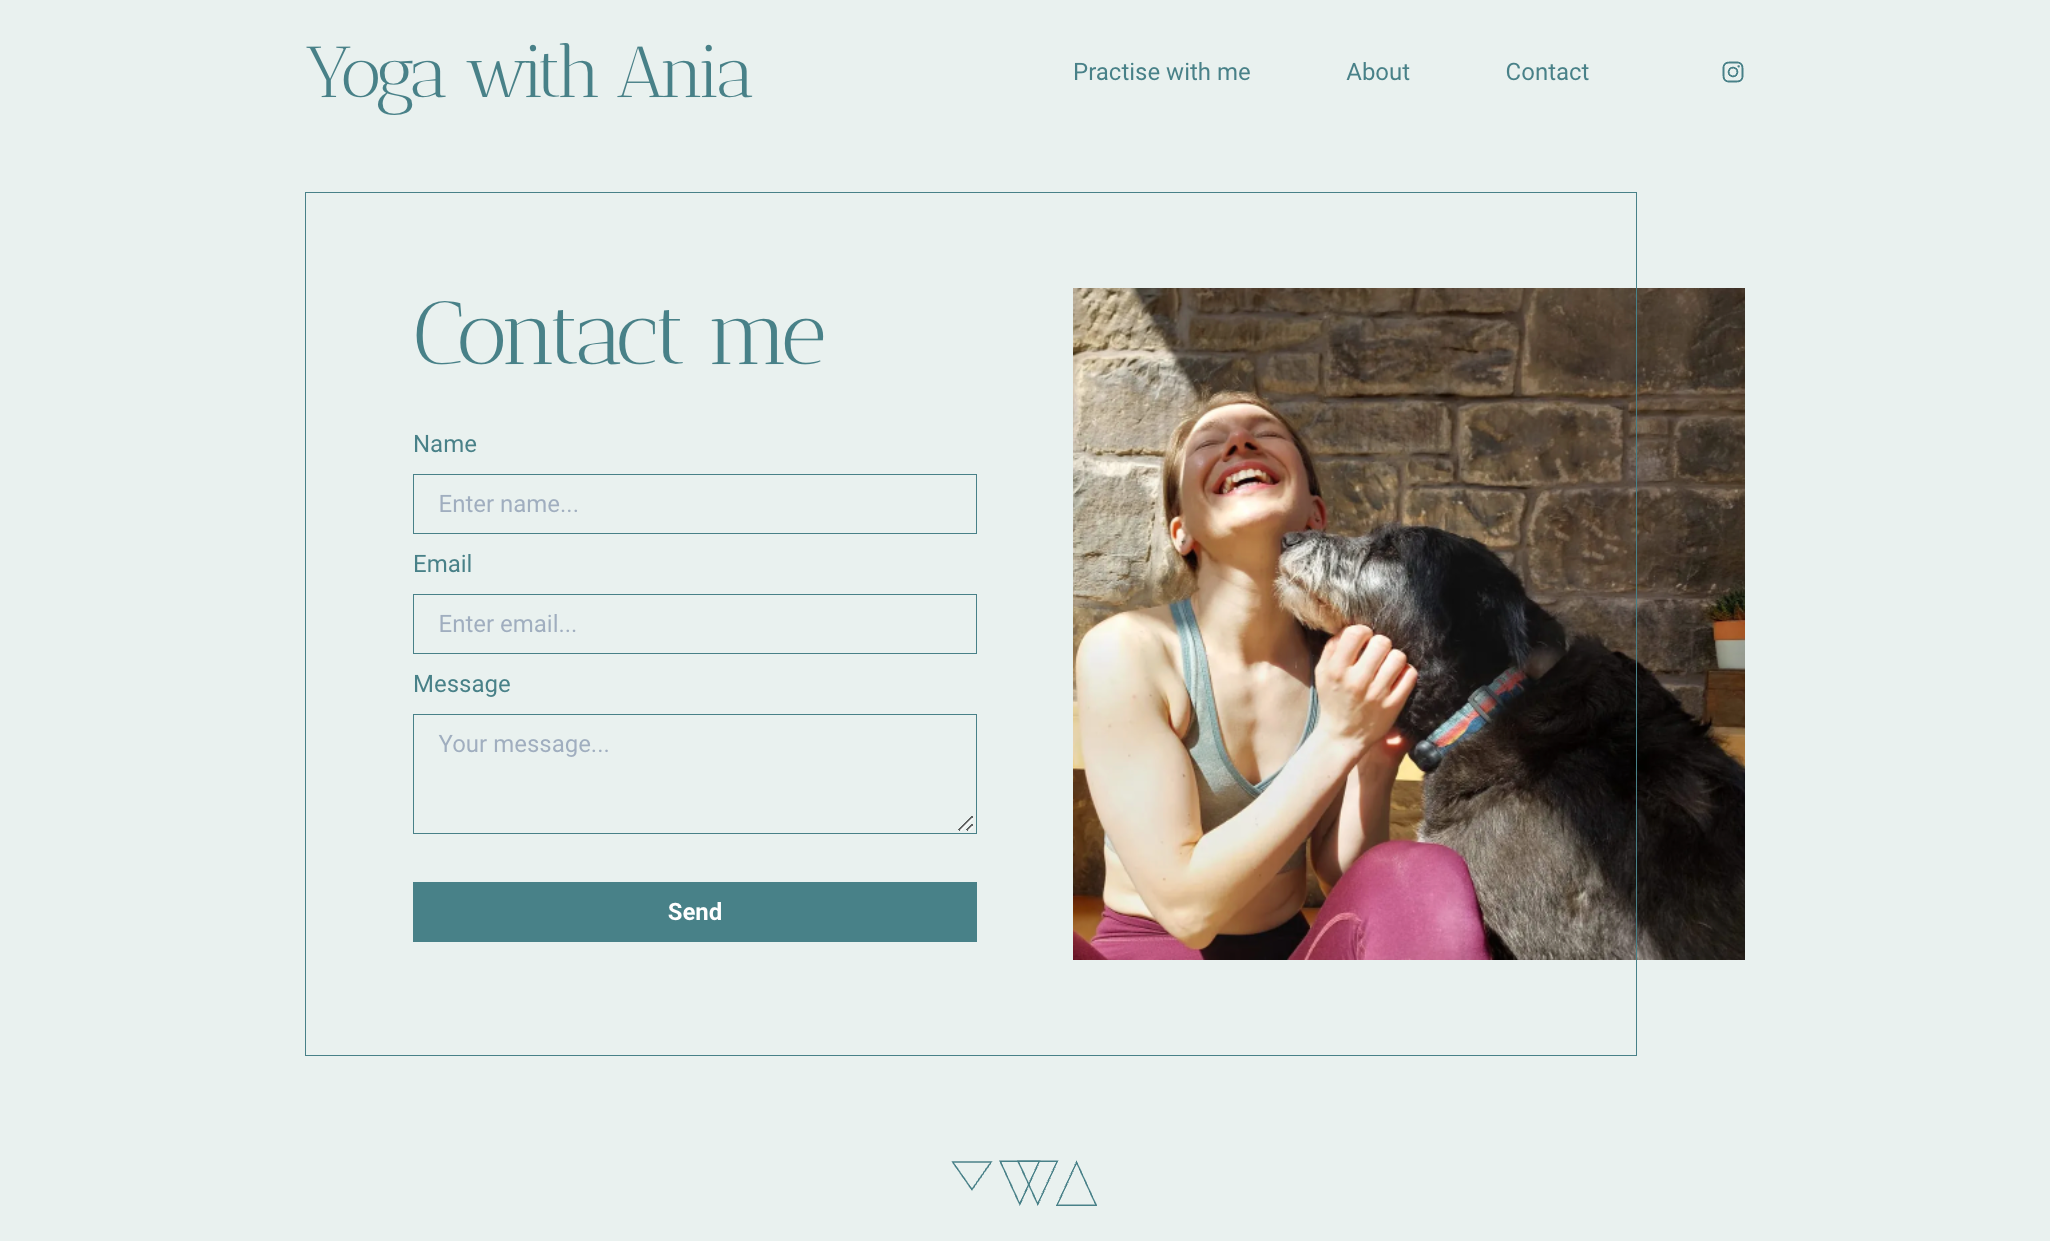 Yoga with Ania
Practise with me
About
Contact
Contact me
Name
Enter name...
Email
Enter email...
Message
Your message...
Send